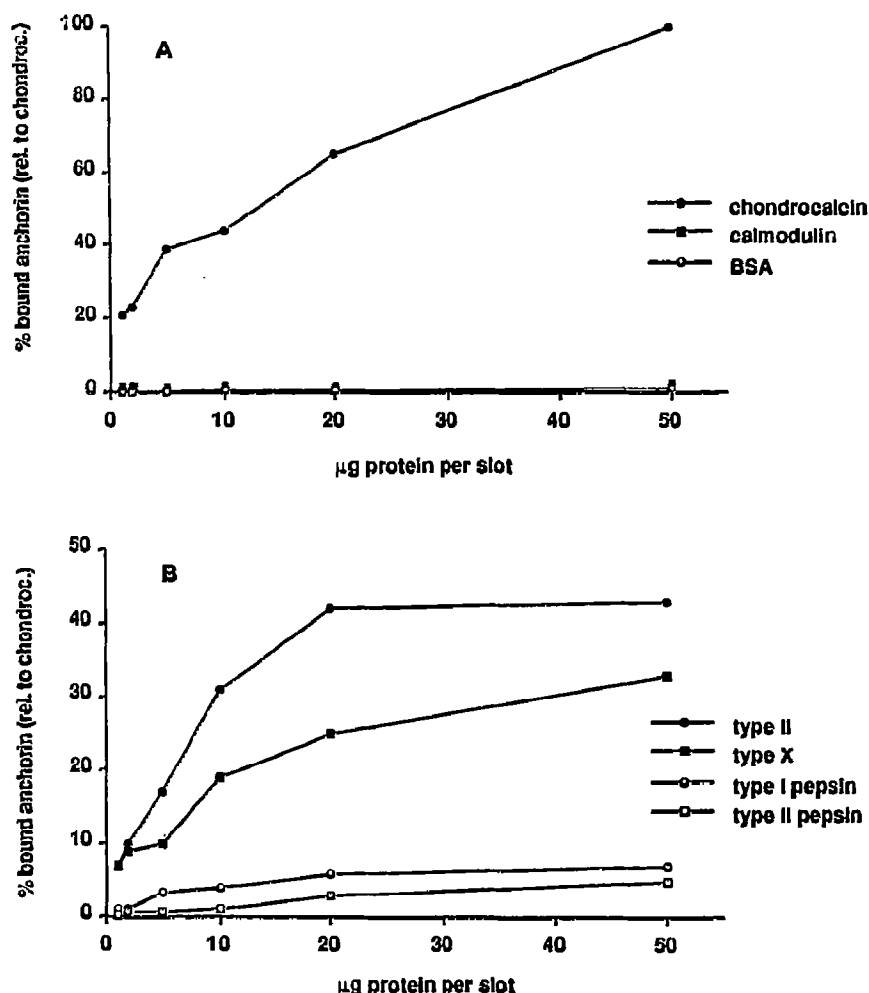 A
% bound anchorin (rel. to chondroc.)
100
80
60
40
20
0
0 10 20 30 40 50
µg protein per slot
chondrocalcin
calmodulin
BSA
B
% bound anchorin (rel. to chondroc.)
50
40
30
20
10
0
0 10 20 30 40 50
µg protein per slot
type II
type X
type I pepsin
type II pepsin